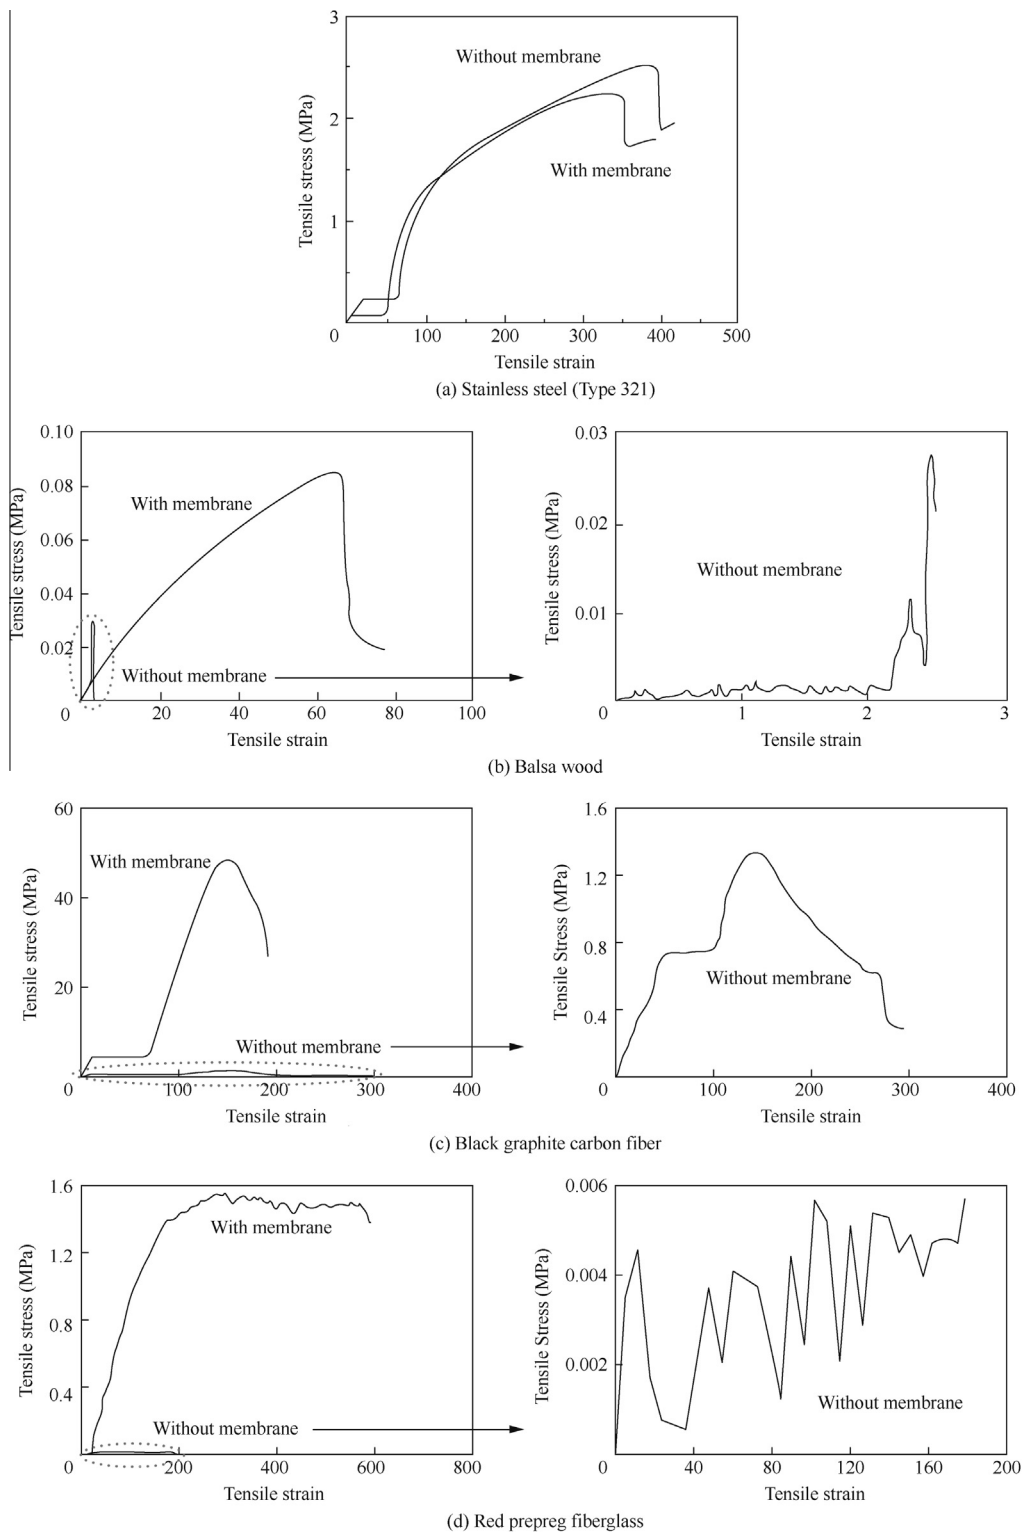 3
Without membrane
2
Tensile stress (MPa)
With membrane
1
0 100 200 300 400 500
Tensile strain
(a) Stainless steel (Type 321)
0.10
0.08
With membrane
0.06
Tensile stress (MPa)
0.04
0.02
Without membrane
0 20 40 60 80 100
Tensile strain
0.03
0.02
Tensile stress (MPa)
Without membrane
0.01
0 1 2 3
Tensile strain
(b) Balsa wood
60
With membrane
40
Tensile stress (MPa)
20
Without membrane
0 100 200 300 400
Tensile strain
1.6
1.2
Tensile Stress (MPa)
0.8
Without membrane
0.4
0 100 200 300 400
Tensile strain
(c) Black graphite carbon fiber
1.6
With membrane
1.2
Tensile stress (MPa)
0.8
0.4
Without membrane
0 200 400 600 800
Tensile strain
0.006
0.004
Tensile Stress (MPa)
0.002
Without membrane
0 40 80 120 160 200
Tensile strain
(d) Red prepreg fiberglass